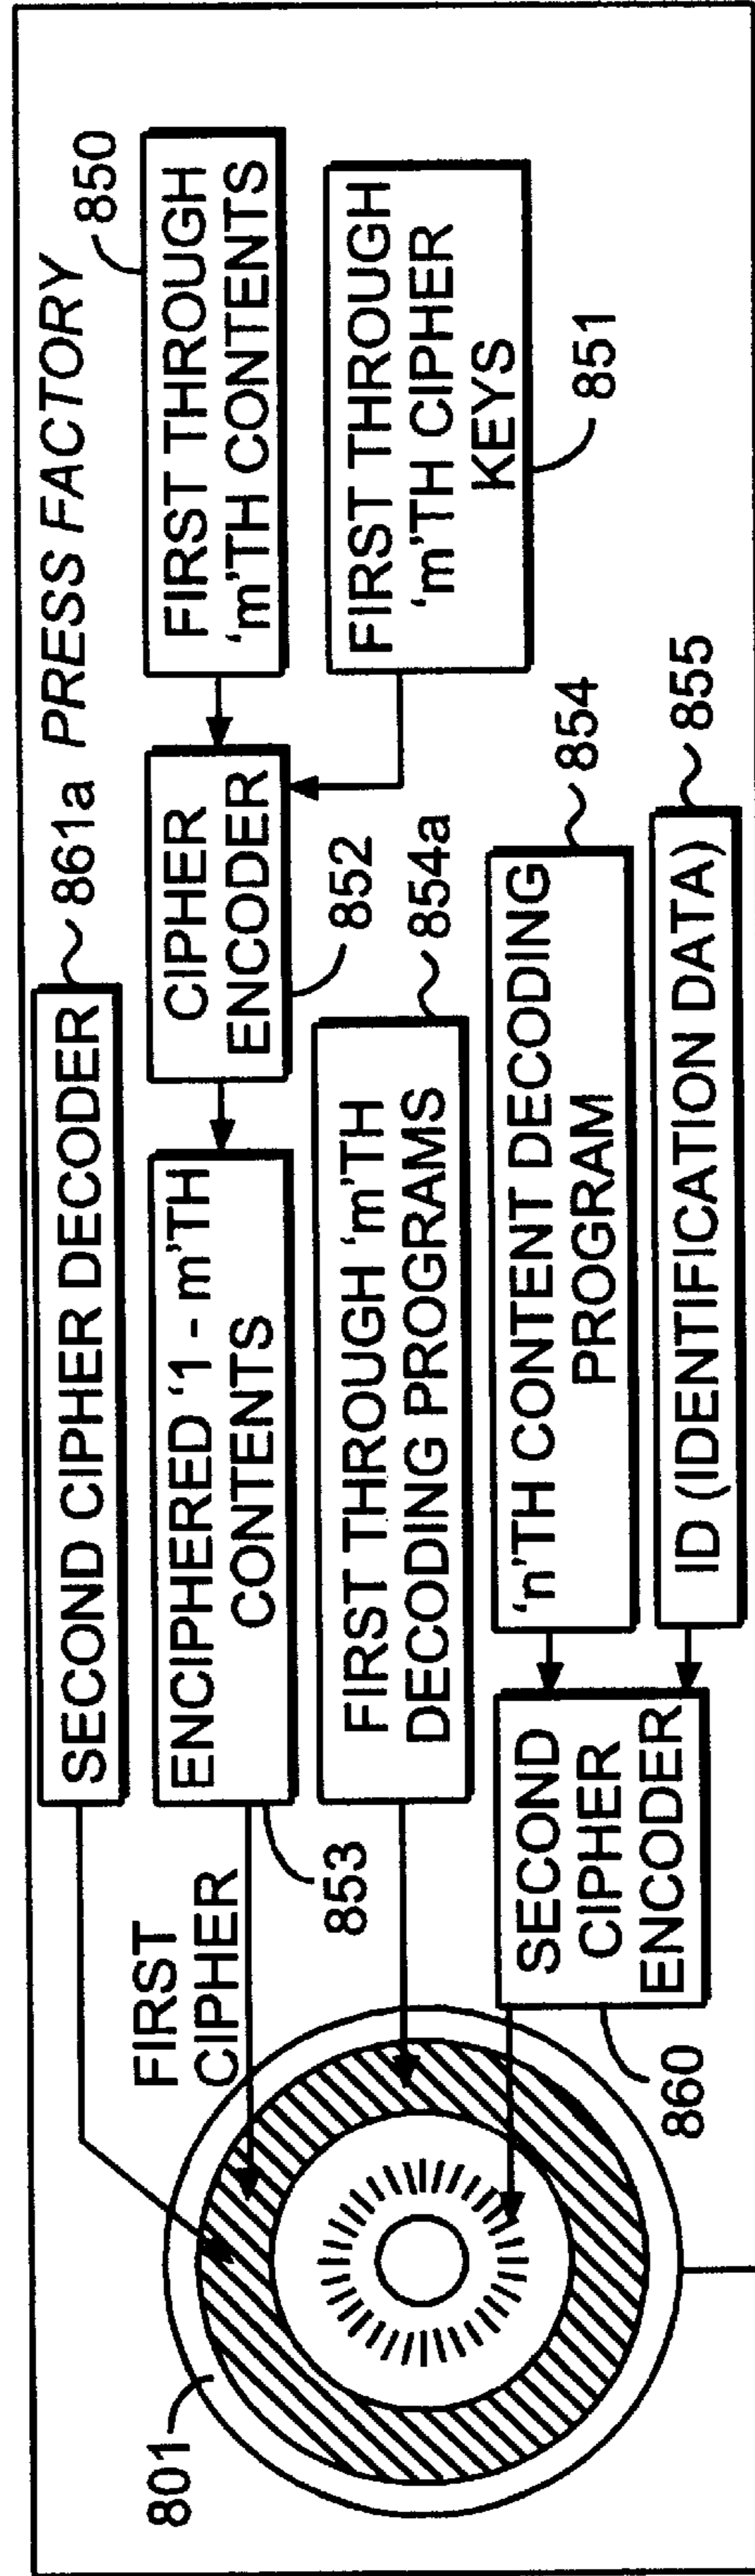 PRESS FACTORY
861a
SECOND CIPHER DECODER
850
FIRST THROUGH
'm'TH CONTENTS
FIRST THROUGH
'm'TH CIPHER
KEYS
851
CIPHER
ENCODER
852
ENCIPHERED '1 - m'TH
CONTENTS
853
FIRST
CIPHER
FIRST THROUGH 'm'TH
DECODING PROGRAMS
854a
'n'TH CONTENT DECODING
PROGRAM
854
ID (IDENTIFICATION DATA)
855
SECOND
CIPHER
ENCODER
860
801